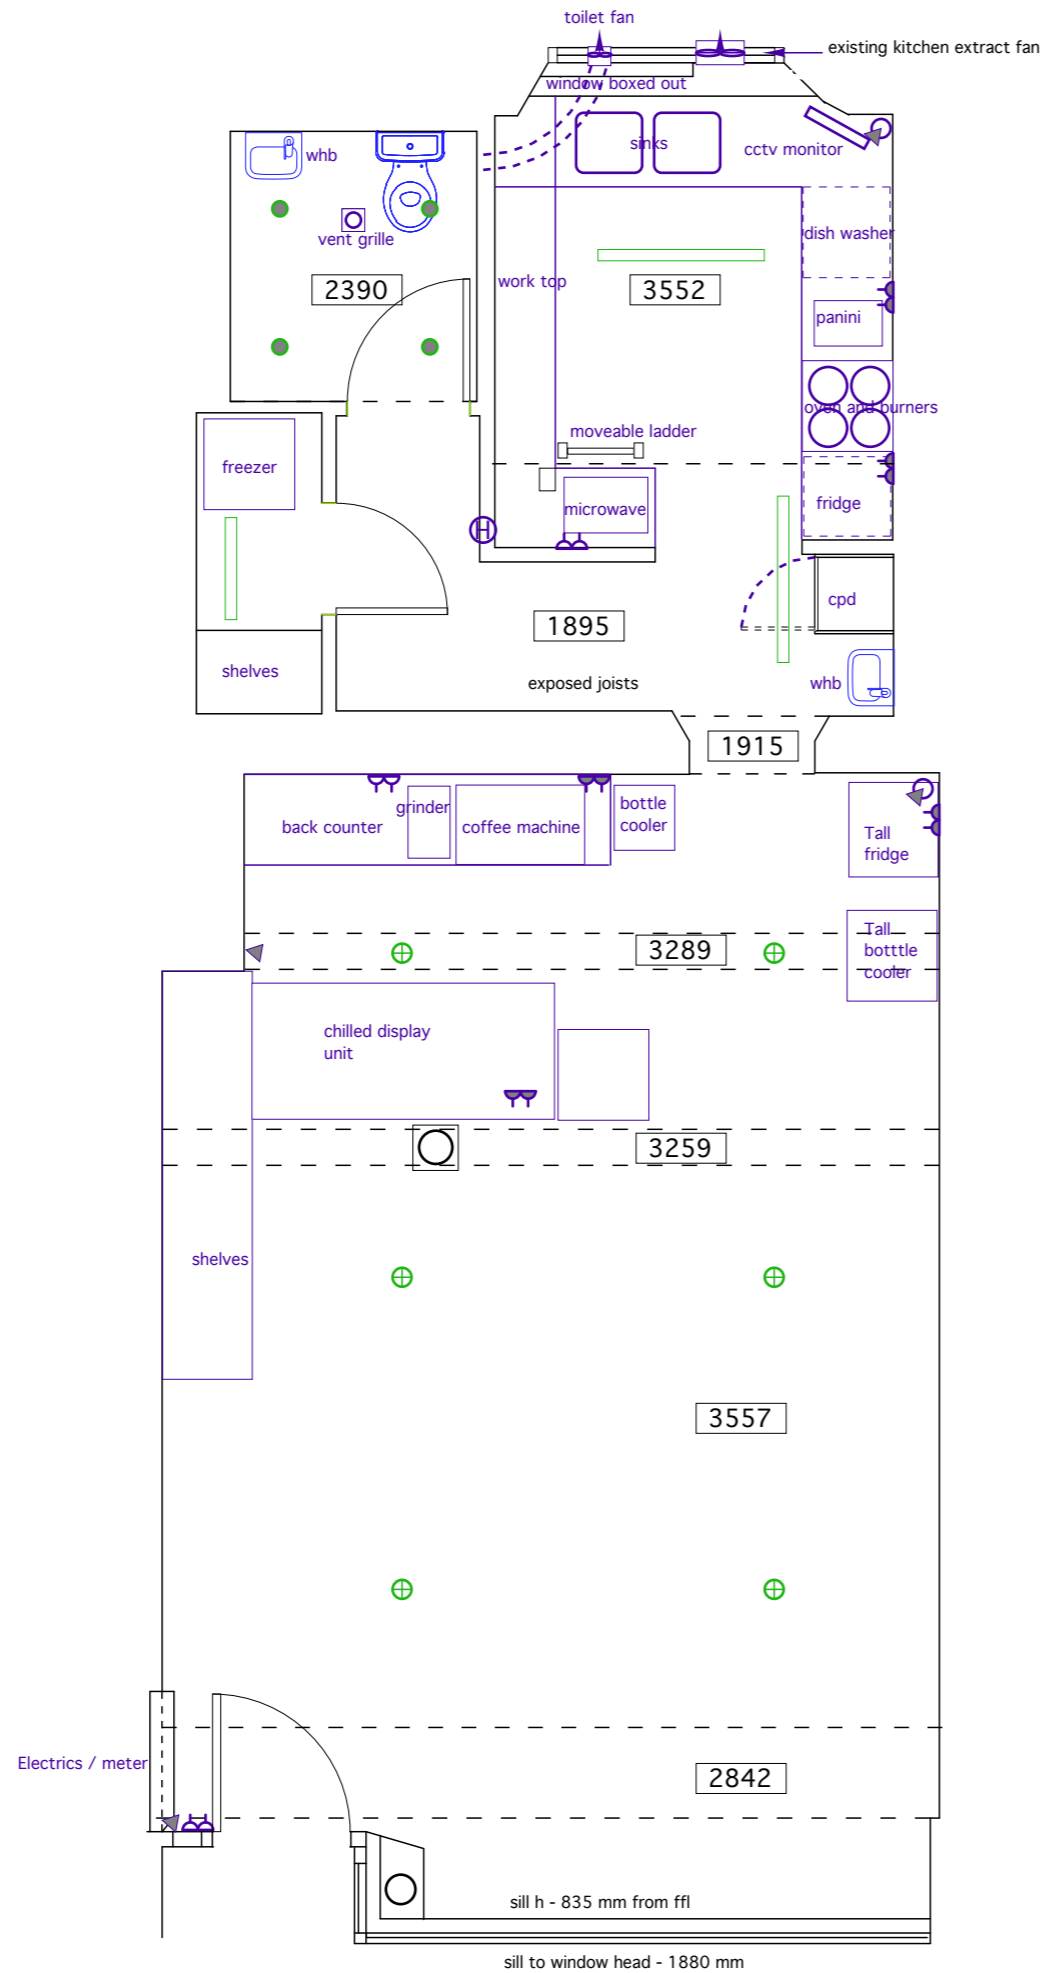 toilet fan
existing kitchen extract fan
window boxed out
whb
sinks
cctv monitor
vent grille
dish washer
2390
work top
3552
panini
oven and burners
moveable ladder
freezer
microwave
fridge
H
cpd
1895
shelves
exposed joists
whb
1915
grinder
bottle
cooler
back counter
coffee machine
Tall
fridge
3289
Tall
botttle
cooler
chilled display
unit
3259
shelves
3557
Electrics / meter
2842
sill h - 835 mm from ffl
sill to window head - 1880 mm